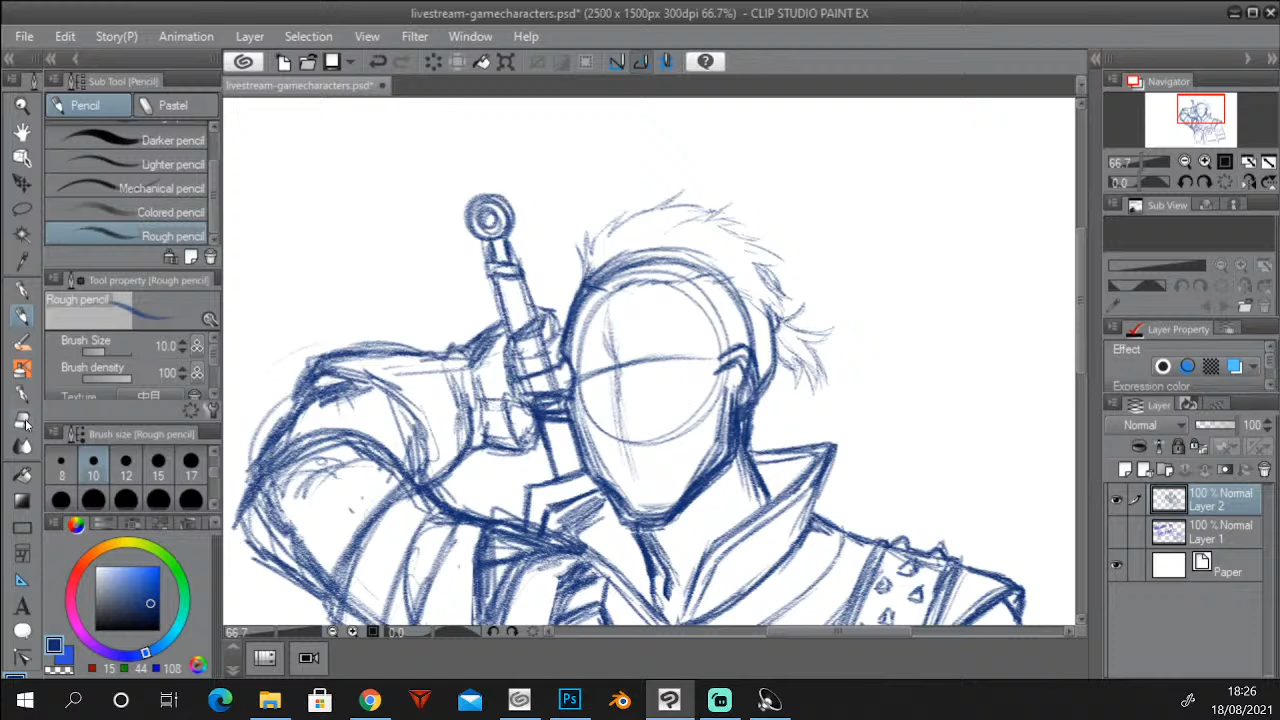 livestream-gamecharacters.psd* (2500 x 1500px 300dpi 66.7%)  - CLIP STUDIO PAINT EX
File Edit Story(P) Animation Layer Selection View Filter Window Help
Sub Tool [Pencil]
livestream-gamecharacters.psd*
Navigator
Pencil Pastel
Darker pencil
Lighter pencil
Mechanical pencil
Colored pencil
Rough pencil
66.7
0.0
Sub View
Tool property [Rough pencil]
Rough pencil
Brush Size 10.0
Brush density 100
Texture 中目
Layer Property
Effect
Expression color
Layer
Normal 100
Brush size [Rough pencil]
8 10 12 15 17
100 % Normal
Layer 2
100 % Normal
Layer 1
Paper
A
66.7 0.0
15 44 108
Ps
18:26
18/08/2021